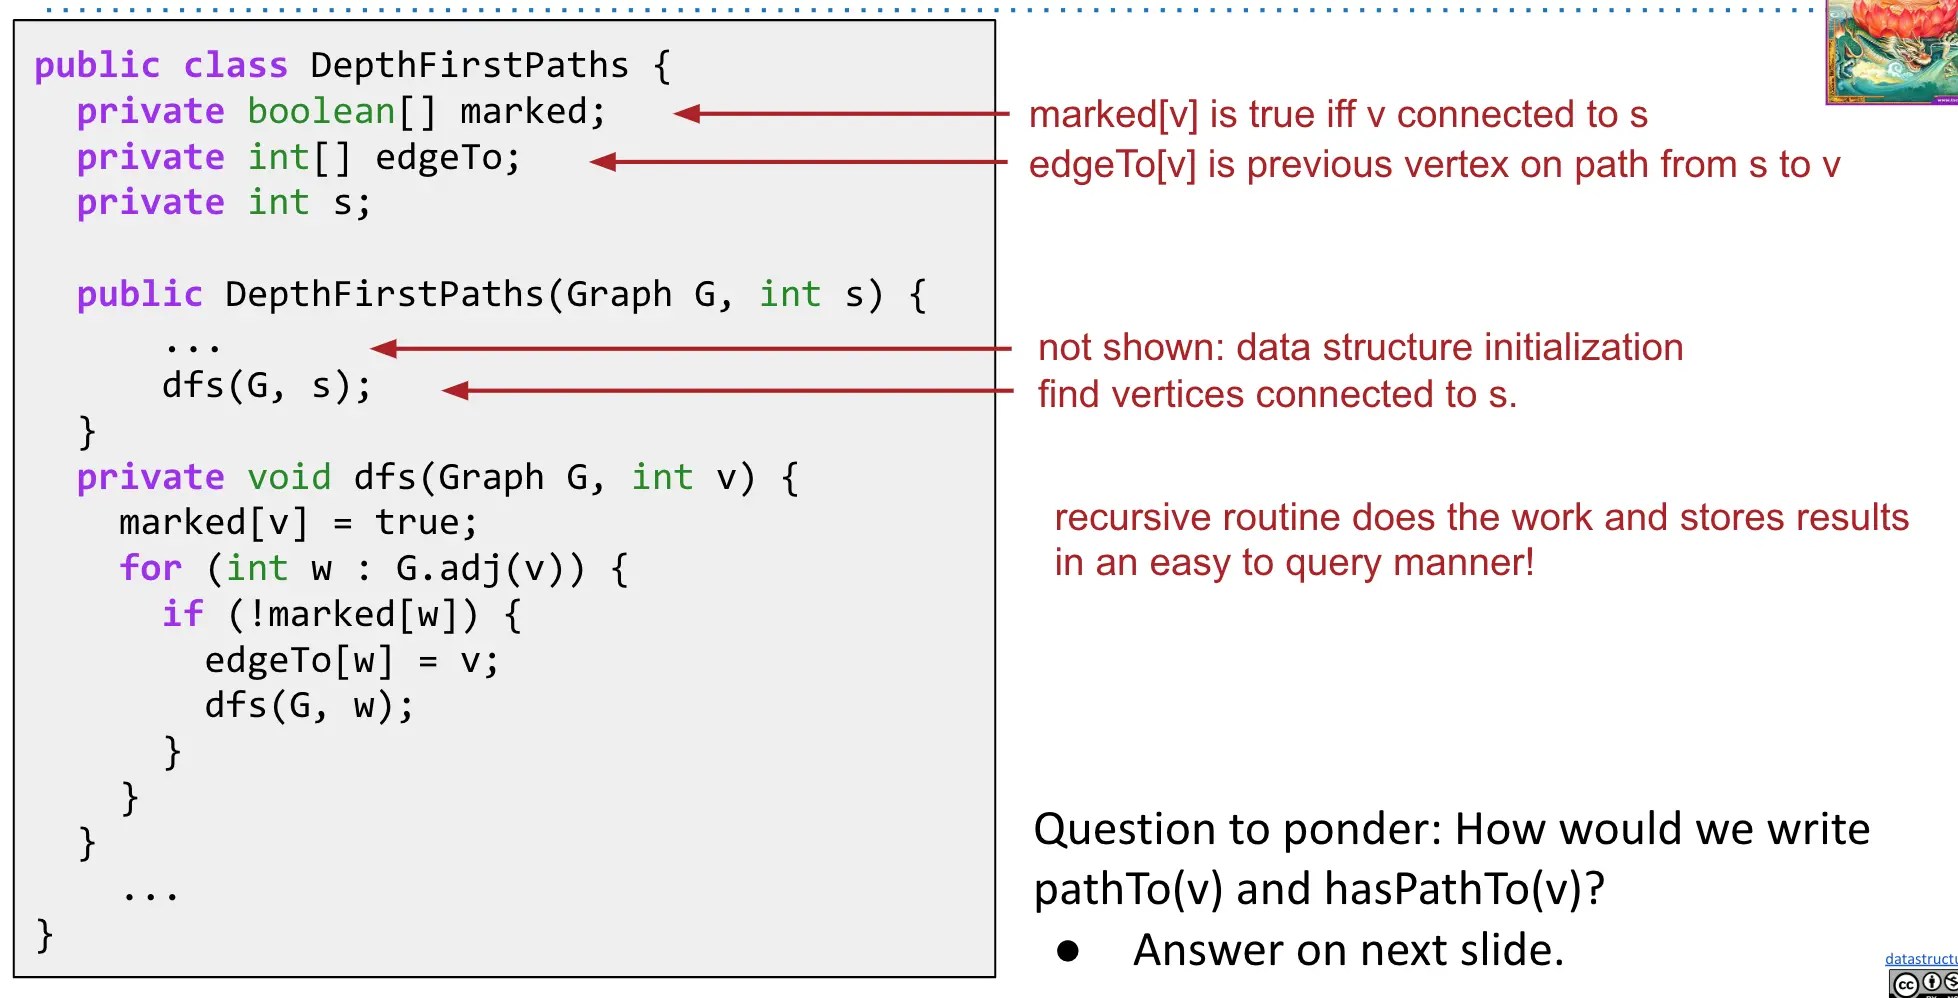 public class DepthFirstPaths {
private boolean[] marked;
marked[v] is true iff v connected to s
private int[] edgeTo;
edgeTo[v] is previous vertex on path from s to v
private int s;
public DepthFirstPaths(Graph G, int s) {
...
not shown: data structure initialization
dfs(G, s);
find vertices connected to s.
}
private void dfs(Graph G, int v) {
marked[v] = true;
recursive routine does the work and stores results
in an easy to query manner!
for (int w : G.adj(v)) {
if (!marked[w]) {
edgeTo[w] = v;
dfs(G, w);
}
}
}
...
}
Question to ponder: How would we write
pathTo(v) and hasPathTo(v)?
● Answer on next slide.
datastructu
cc